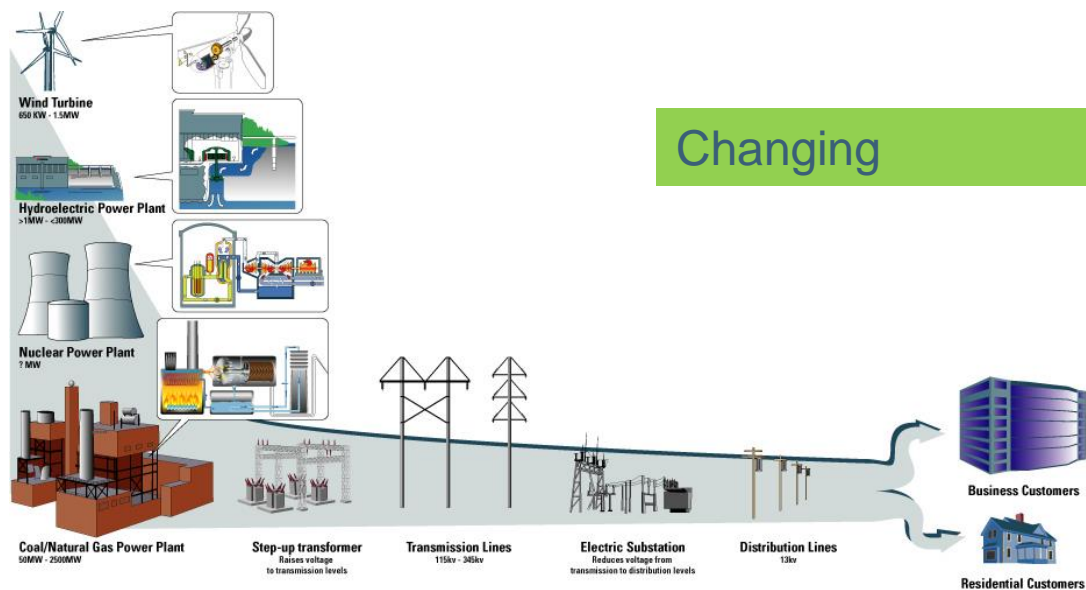 Changing
Wind Turbine
650 KW - 1.5MW
Hydroelectric Power Plant
>1MW - <300MW
Nuclear Power Plant
? MW
Coal/Natural Gas Power Plant
50MW - 2500MW
Step-up transformer
Raises voltage
to transmission levels
Transmission Lines
115kv - 345kv
Electric Substation
Reduces voltage from
transmission to distribution levels
Distribution Lines
13kv
Business Customers
Residential Customers